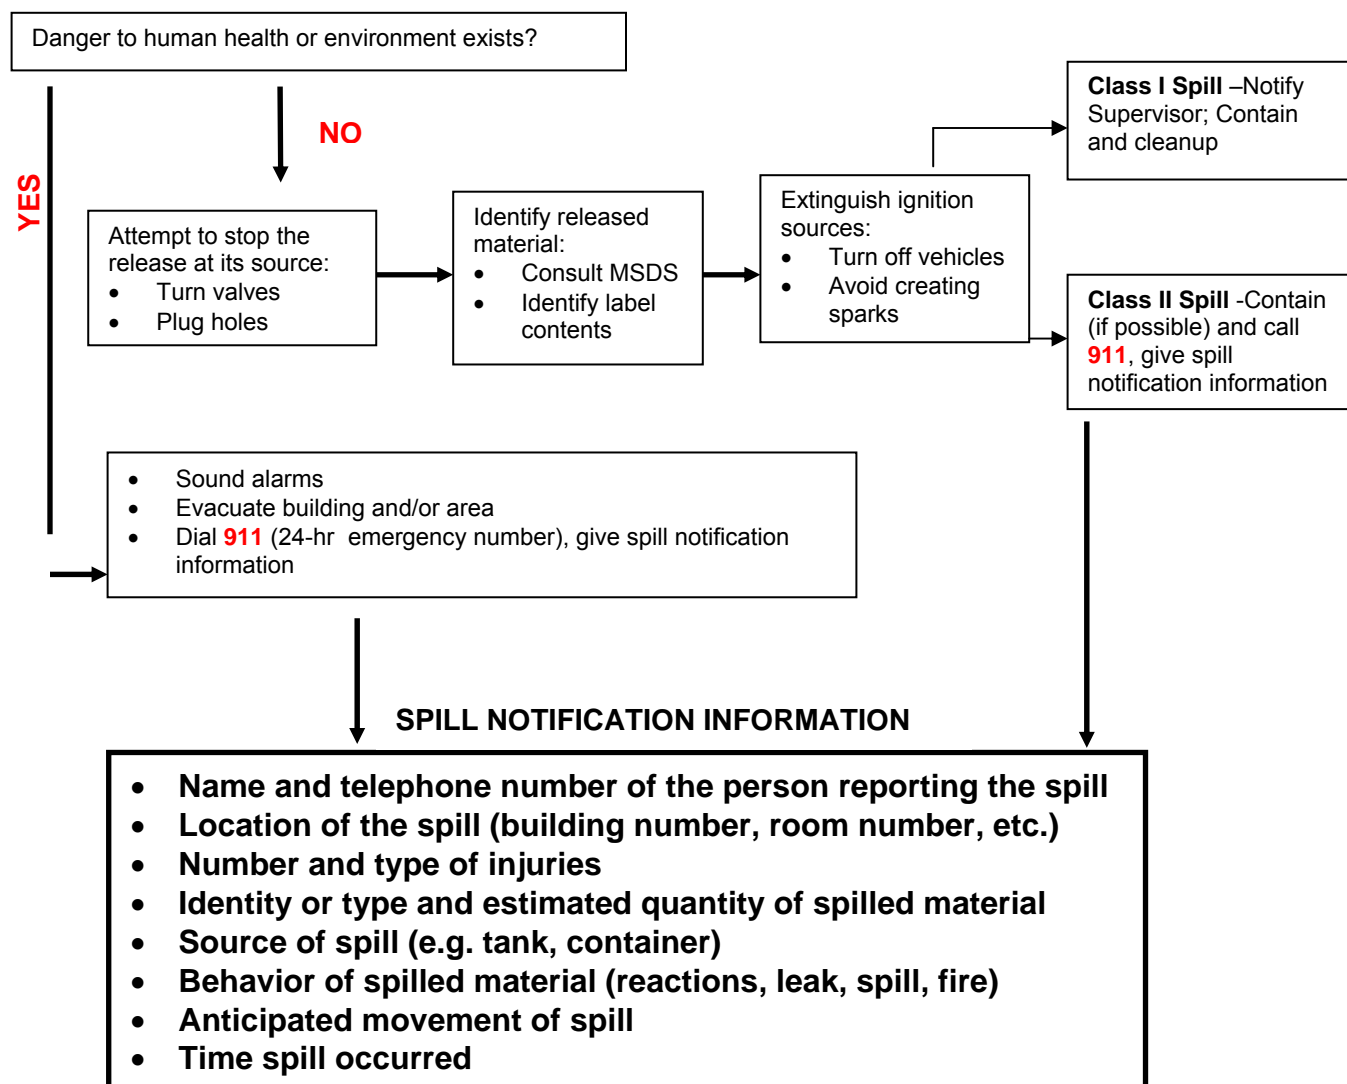 Danger to human health or environment exists?
YES
NO
Attempt to stop the
release at its source:
• Turn valves
• Plug holes
Identify released
material:
• Consult MSDS
• Identify label
contents
Extinguish ignition
sources:
• Turn off vehicles
• Avoid creating
sparks
Class I Spill –Notify
Supervisor; Contain
and cleanup
Class II Spill -Contain
(if possible) and call
911, give spill
notification information
• Sound alarms
• Evacuate building and/or area
• Dial 911 (24-hr emergency number), give spill notification
information
SPILL NOTIFICATION INFORMATION
• Name and telephone number of the person reporting the spill
• Location of the spill (building number, room number, etc.)
• Number and type of injuries
• Identity or type and estimated quantity of spilled material
• Source of spill (e.g. tank, container)
• Behavior of spilled material (reactions, leak, spill, fire)
• Anticipated movement of spill
• Time spill occurred